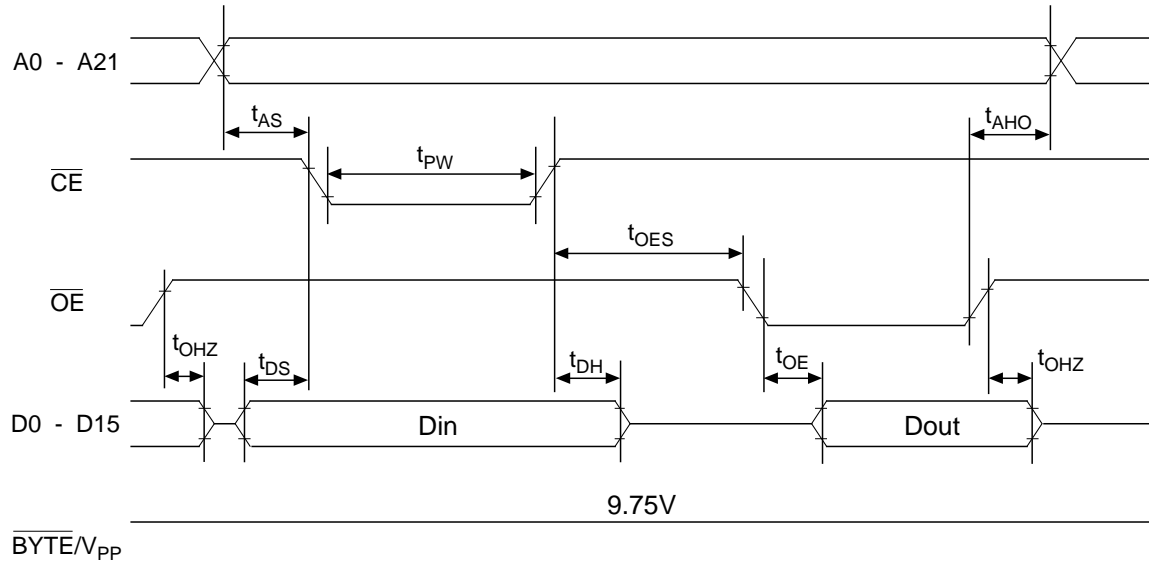 A0 - A21
tAS
tAHO
CE
tPW
tOES
OE
tOHZ
tDS
tDH
tOE
tOHZ
D0 - D15
Din
Dout
9.75V
BYTE/VPP